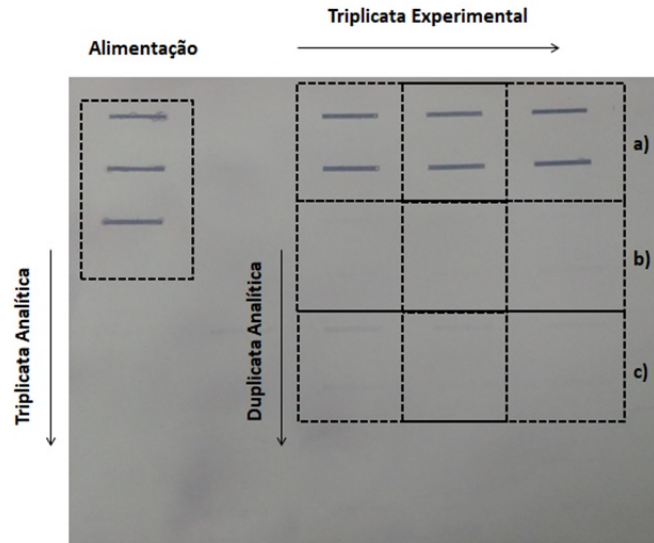 Triplicata Experimental
Alimentação
a)
b)
c)
Triplicata Analítica
Duplicata Analítica